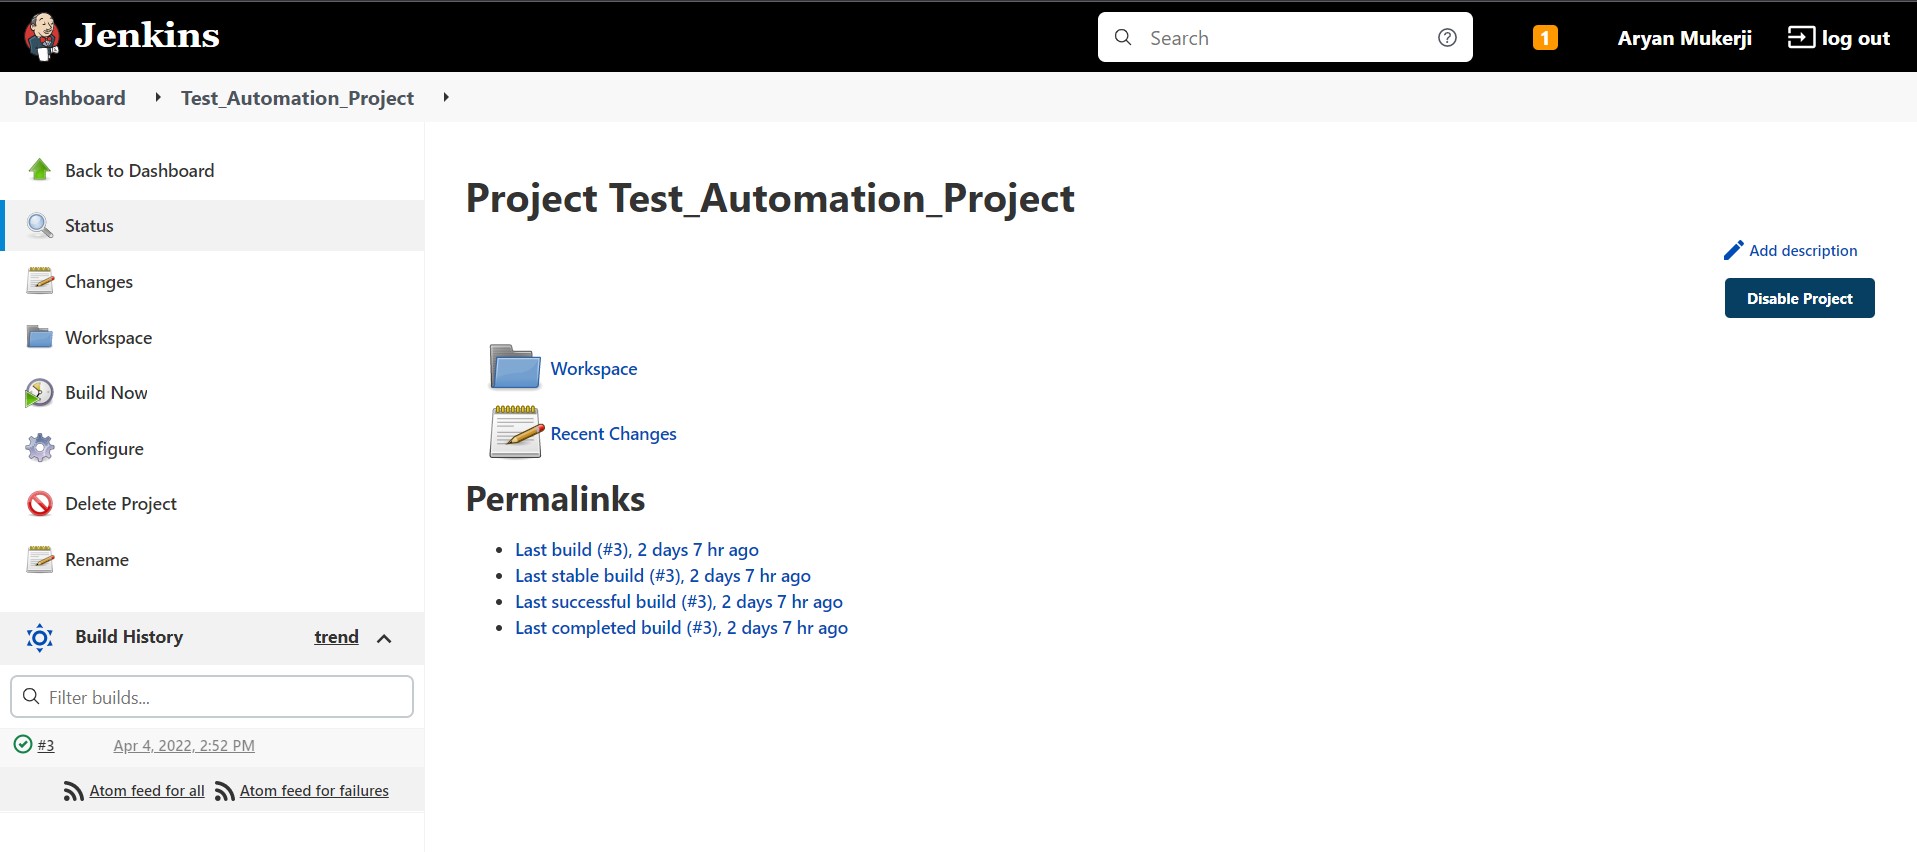 Jenkins
Search
1
Aryan Mukerji
log out
Dashboard
Test_Automation_Project
Back to Dashboard
Status
Changes
Workspace
Build Now
Configure
Delete Project
Rename
Build History
trend
Filter builds...
#3
Apr 4, 2022, 2:52 PM
Atom feed for all
Atom feed for failures
Project Test_Automation_Project
Add description
Disable Project
Workspace
Recent Changes
Permalinks
Last build (#3), 2 days 7 hr ago
Last stable build (#3), 2 days 7 hr ago
Last successful build (#3), 2 days 7 hr ago
Last completed build (#3), 2 days 7 hr ago